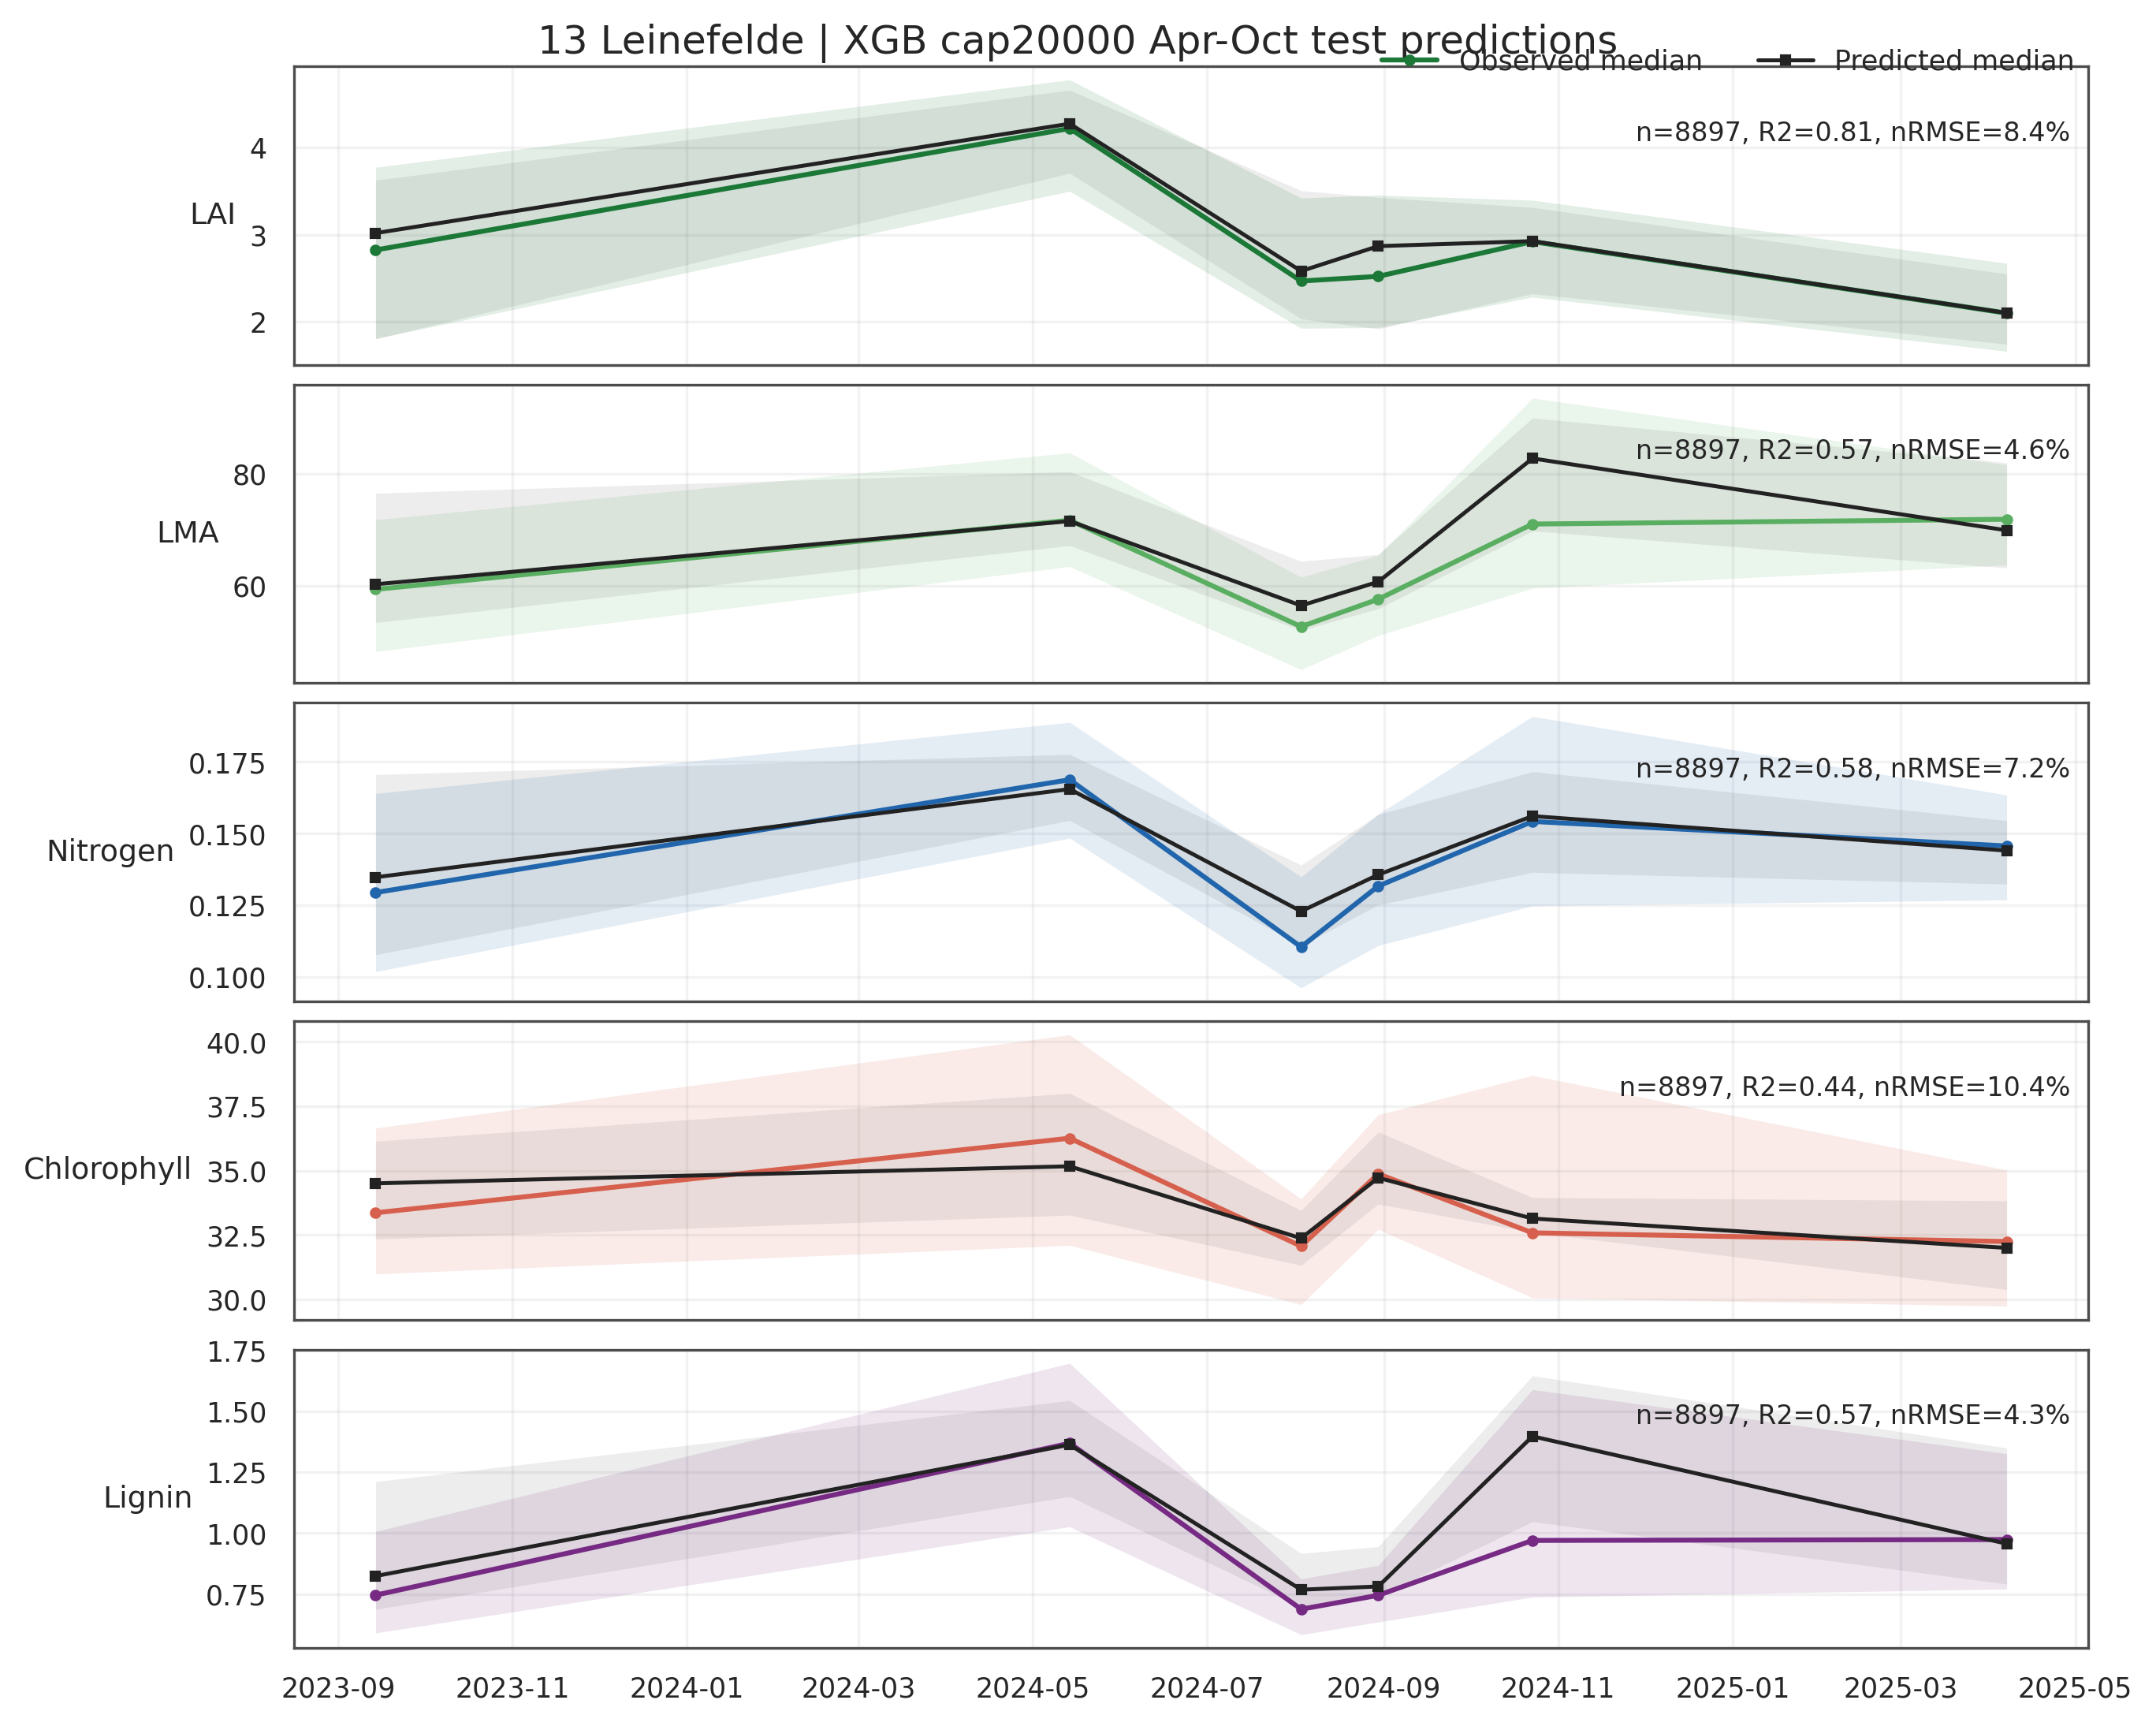 13 Leinefelde | XGB cap20000 Apr-Oct test predictions
Observed median
Predicted median
n=8897, R2=0.81, nRMSE=8.4%
4
3
2
LAI
n=8897, R2=0.57, nRMSE=4.6%
80
60
LMA
n=8897, R2=0.58, nRMSE=7.2%
0.175
0.150
0.125
0.100
Nitrogen
n=8897, R2=0.44, nRMSE=10.4%
40.0
37.5
35.0
32.5
30.0
Chlorophyll
n=8897, R2=0.57, nRMSE=4.3%
1.75
1.50
1.25
1.00
0.75
Lignin
2023-09 2023-11 2024-01 2024-03 2024-05 2024-07 2024-09 2024-11 2025-01 2025-03 2025-05